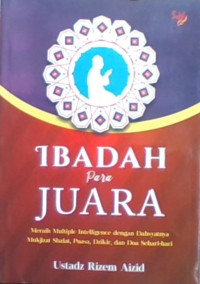 IBADAH
Para
JUARA
Meraih Multiple Intelligence dengan Dahsyatnya
Mukjizat Shalat, Puasa, Dzikir, dan Doa Sehari-hari
Ustadz Rizem Aizid